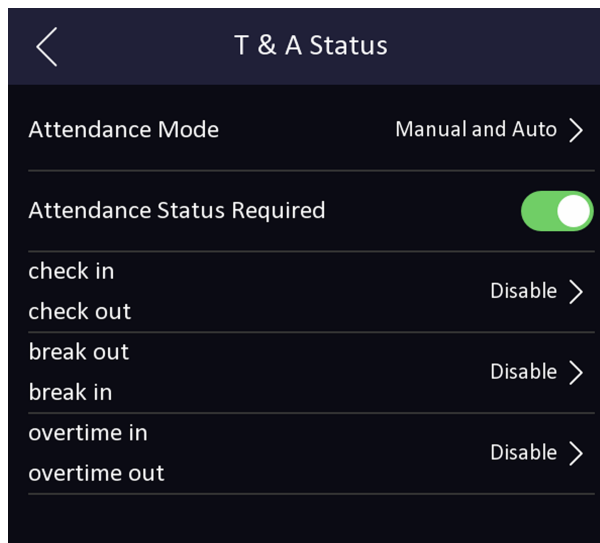 T & A Status
Attendance Mode Manual and Auto
Attendance Status Required
check in
check out
Disable
break out
break in
Disable
overtime in
overtime out
Disable